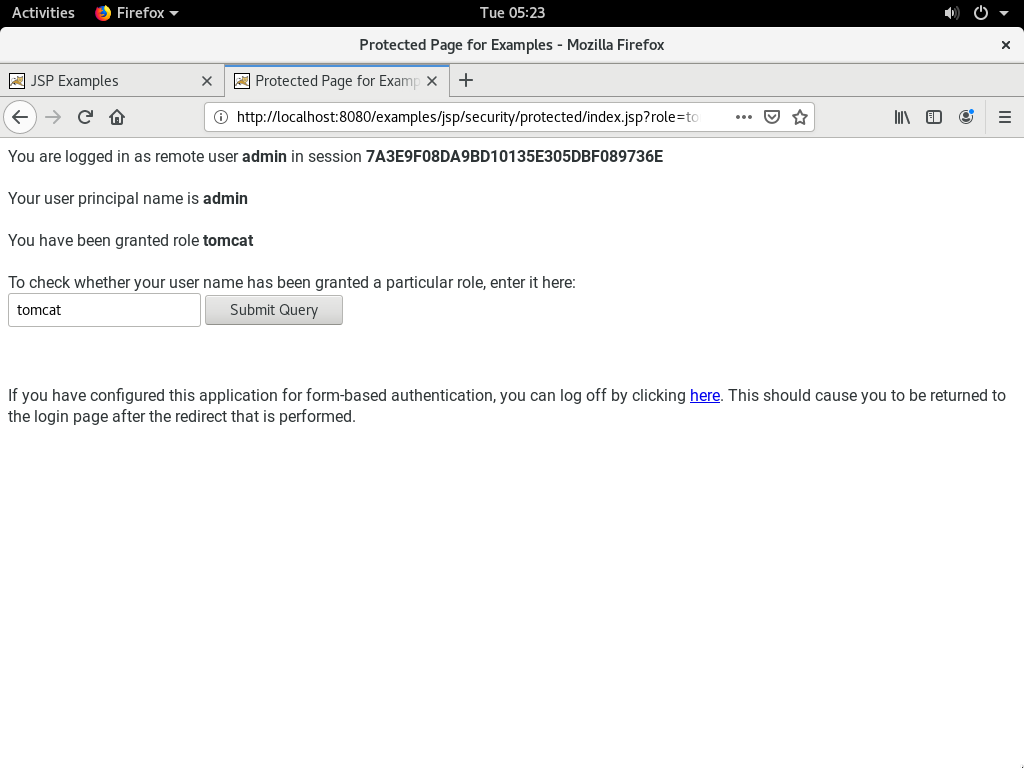 Activities Firefox Tue 05:23
Protected Page for Examples - Mozilla Firefox
JSP Examples Protected Page for Examp
http://localhost:8080/examples/jsp/security/protected/index.jsp?role=to
You are logged in as remote user admin in session 7A3E9F08DA9BD10135E305DBF089736E
Your user principal name is admin
You have been granted role tomcat
To check whether your user name has been granted a particular role, enter it here:
tomcat Submit Query
If you have configured this application for form-based authentication, you can log off by clicking here. This should cause you to be returned to
the login page after the redirect that is performed.